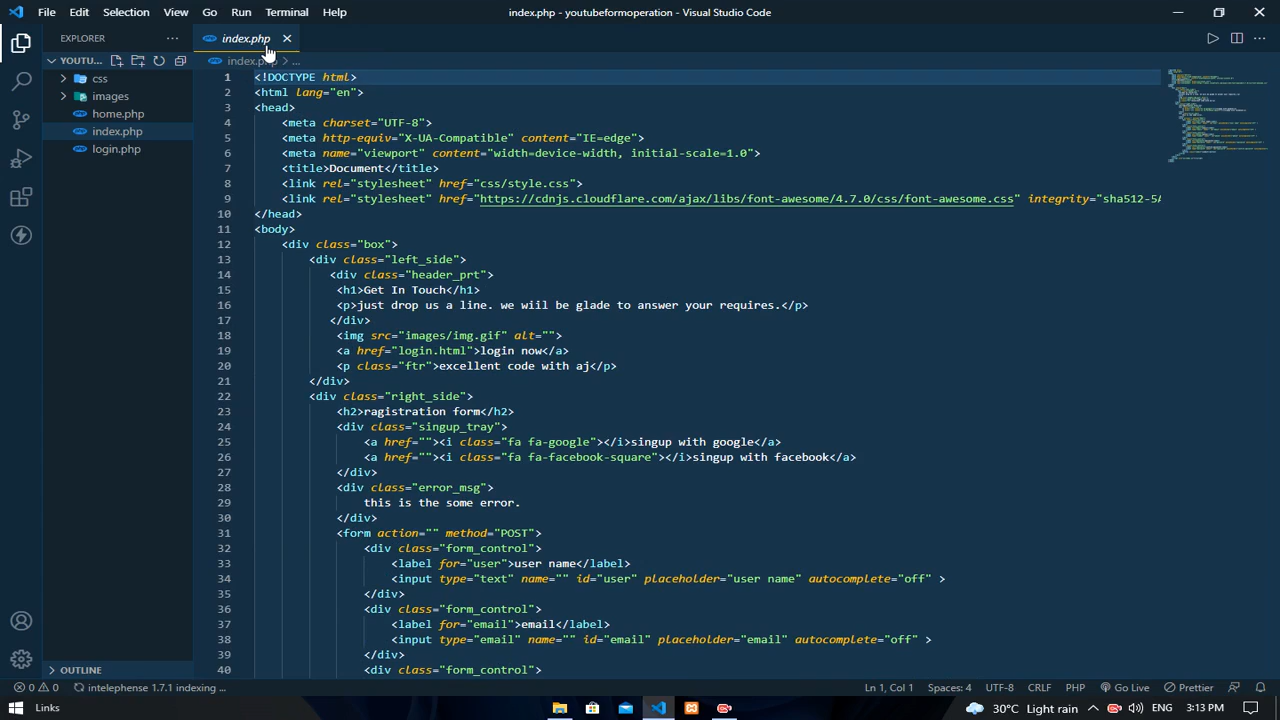 File Edit Selection View Go Run Terminal Help index.php - youtubeformoperation - Visual Studio Code
EXPLORER ··· index.php
YOUTU... index.php > ...
css
images
home.php
index.php
login.php
1 <!DOCTYPE html>
2 <html lang="en">
3 <head>
4 <meta charset="UTF-8">
5 <meta http-equiv="X-UA-Compatible" content="IE=edge">
6 <meta name="viewport" content="width=device-width, initial-scale=1.0">
7 <title>Document</title>
8 <link rel="stylesheet" href="css/style.css">
9 <link rel="stylesheet" href="https://cdnjs.cloudflare.com/ajax/libs/font-awesome/4.7.0/css/font-awesome.css" integrity="sha512-5A
10 </head>
11 <body>
12 <div class="box">
13 <div class="left_side">
14 <div class="header_prt">
15 <h1>Get In Touch</h1>
16 <p>just drop us a line. we wiil be glade to answer your requires.</p>
17 </div>
18 <img src="images/img.gif" alt="">
19 <a href="login.html">login now</a>
20 <p class="ftr">excellent code with aj</p>
21 </div>
22 <div class="right_side">
23 <h2>ragistration form</h2>
24 <div class="singup_tray">
25 <a href=""><i class="fa fa-google"></i>singup with google</a>
26 <a href=""><i class="fa fa-facebook-square"></i>singup with facebook</a>
27 </div>
28 <div class="error_msg">
29 this is the some error.
30 </div>
31 <form action="" method="POST">
32 <div class="form_control">
33 <label for="user">user name</label>
34 <input type="text" name="" id="user" placeholder="user name" autocomplete="off" >
35 </div>
36 <div class="form_control">
37 <label for="email">email</label>
38 <input type="email" name="" id="email" placeholder="email" autocomplete="off" >
39 </div>
40 <div class="form_control">
OUTLINE
0 0 intelephense 1.7.1 indexing ... Ln 1, Col 1 Spaces: 4 UTF-8 CRLF PHP Go Live Prettier
Links 30°C Light rain ENG 3:13 PM